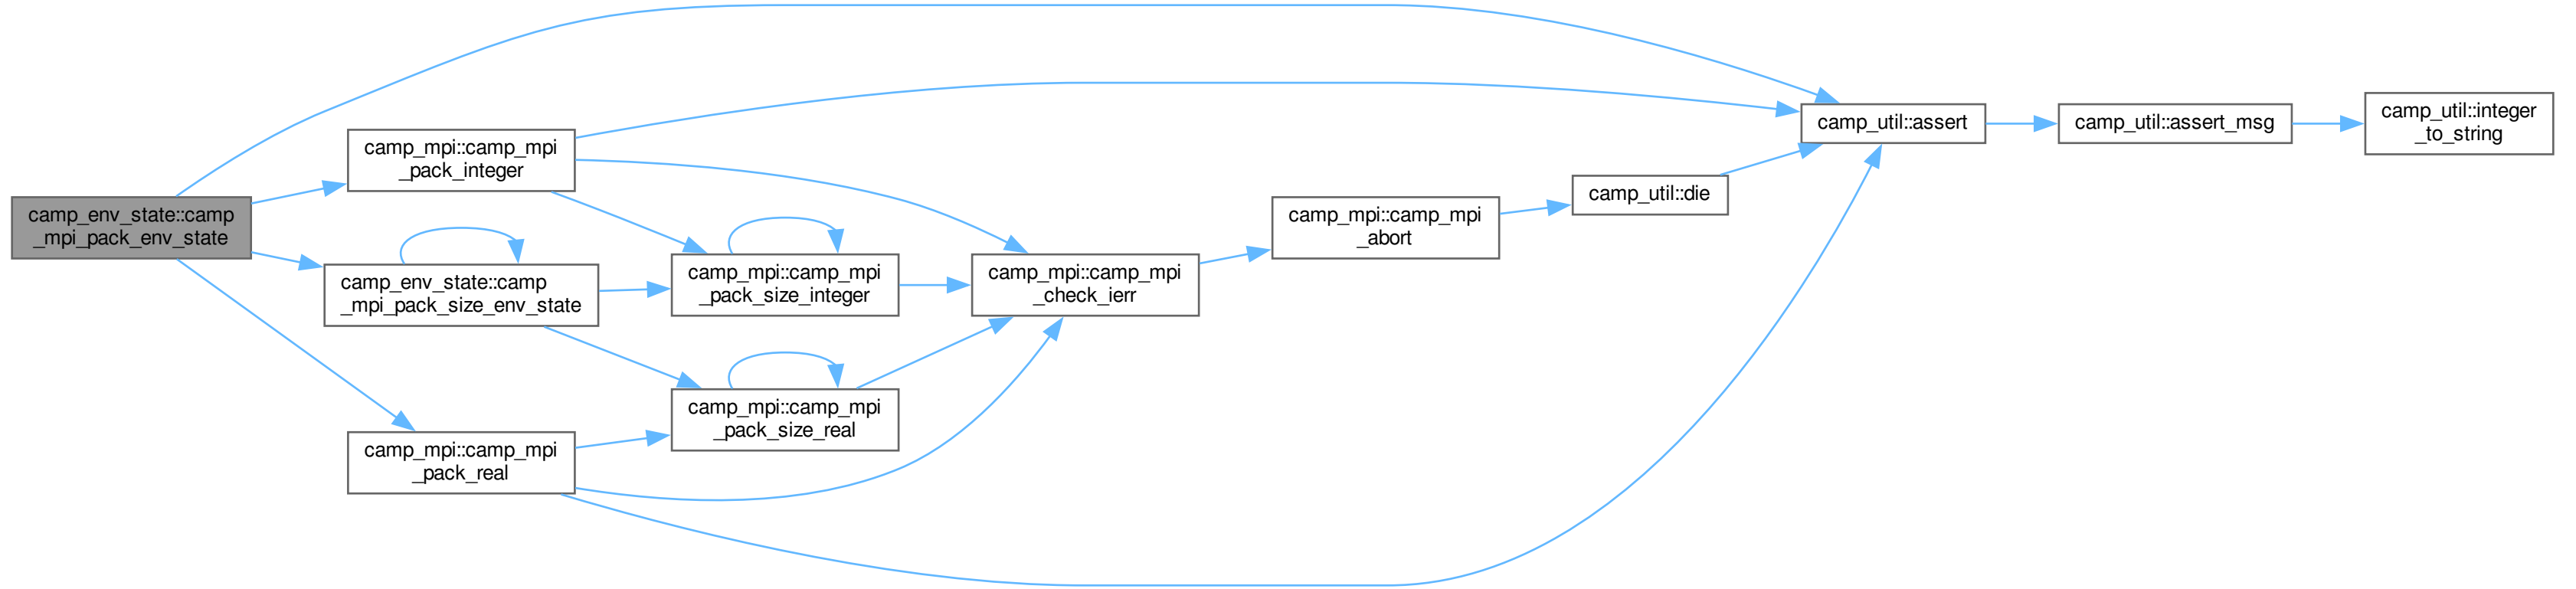 camp_env_state::camp
_mpi_pack_env_state
camp_mpi::camp_mpi
_pack_integer
camp_env_state::camp
_mpi_pack_size_env_state
camp_mpi::camp_mpi
_pack_real
camp_mpi::camp_mpi
_pack_size_integer
camp_mpi::camp_mpi
_pack_size_real
camp_mpi::camp_mpi
_check_ierr
camp_mpi::camp_mpi
_abort
camp_util::die
camp_util::assert
camp_util::assert_msg
camp_util::integer
_to_string